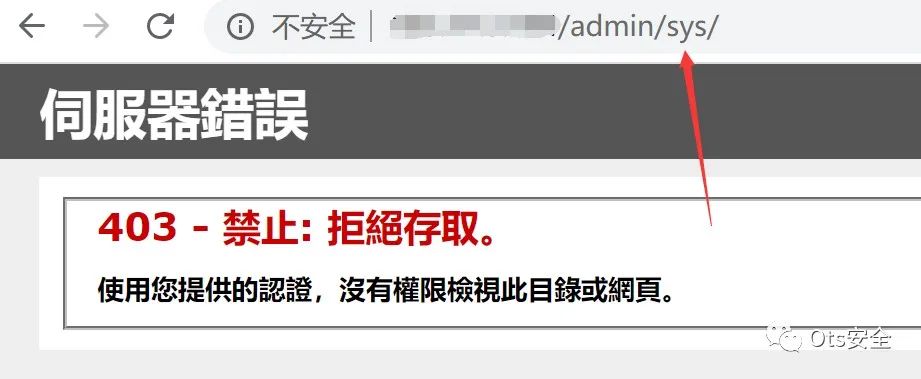 不安全 /admin/sys/
伺服器錯誤
403 - 禁止: 拒絕存取。
使用您提供的認證，沒有權限檢視此目錄或網頁。
Ots安全